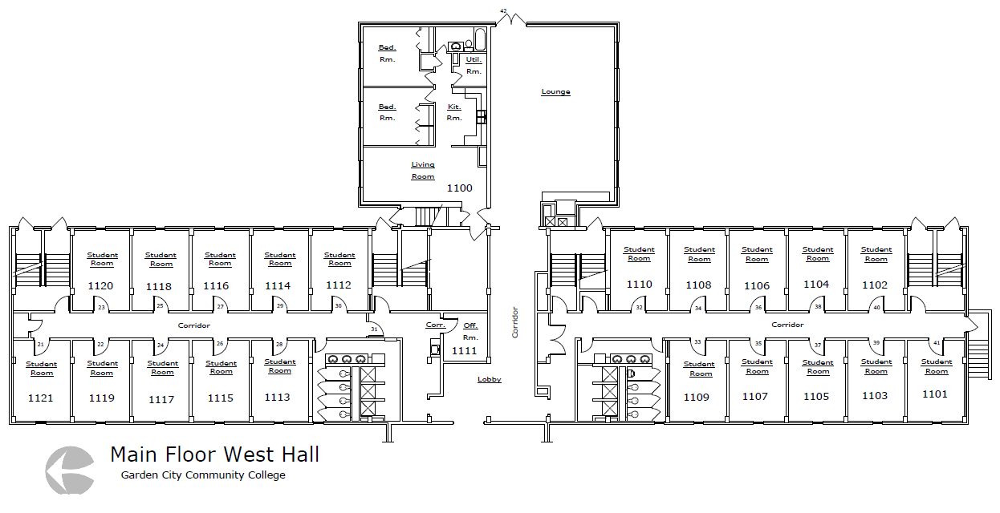 42
Bed.
Rm.
Util.
Rm.
Lounge
Bed.
Rm.
Kit.
Rm.
Living
Room
1100
Student
Room
1120
Student
Room
1118
Student
Room
1116
Student
Room
1114
Student
Room
1112
Student
Room
1110
Student
Room
1108
Student
Room
1106
Student
Room
1104
Student
Room
1102
23
25
27
29
30
32
34
36
38
40
Corridor
31
Corr.
Off.
Rm.
1111
Corridor
Corridor
21
22
24
26
28
33
35
37
39
41
Student
Room
1121
Student
Room
1119
Student
Room
1117
Student
Room
1115
Student
Room
1113
Lobby
Student
Room
1109
Student
Room
1107
Student
Room
1105
Student
Room
1103
Student
Room
1101
Main Floor West Hall
Garden City Community College